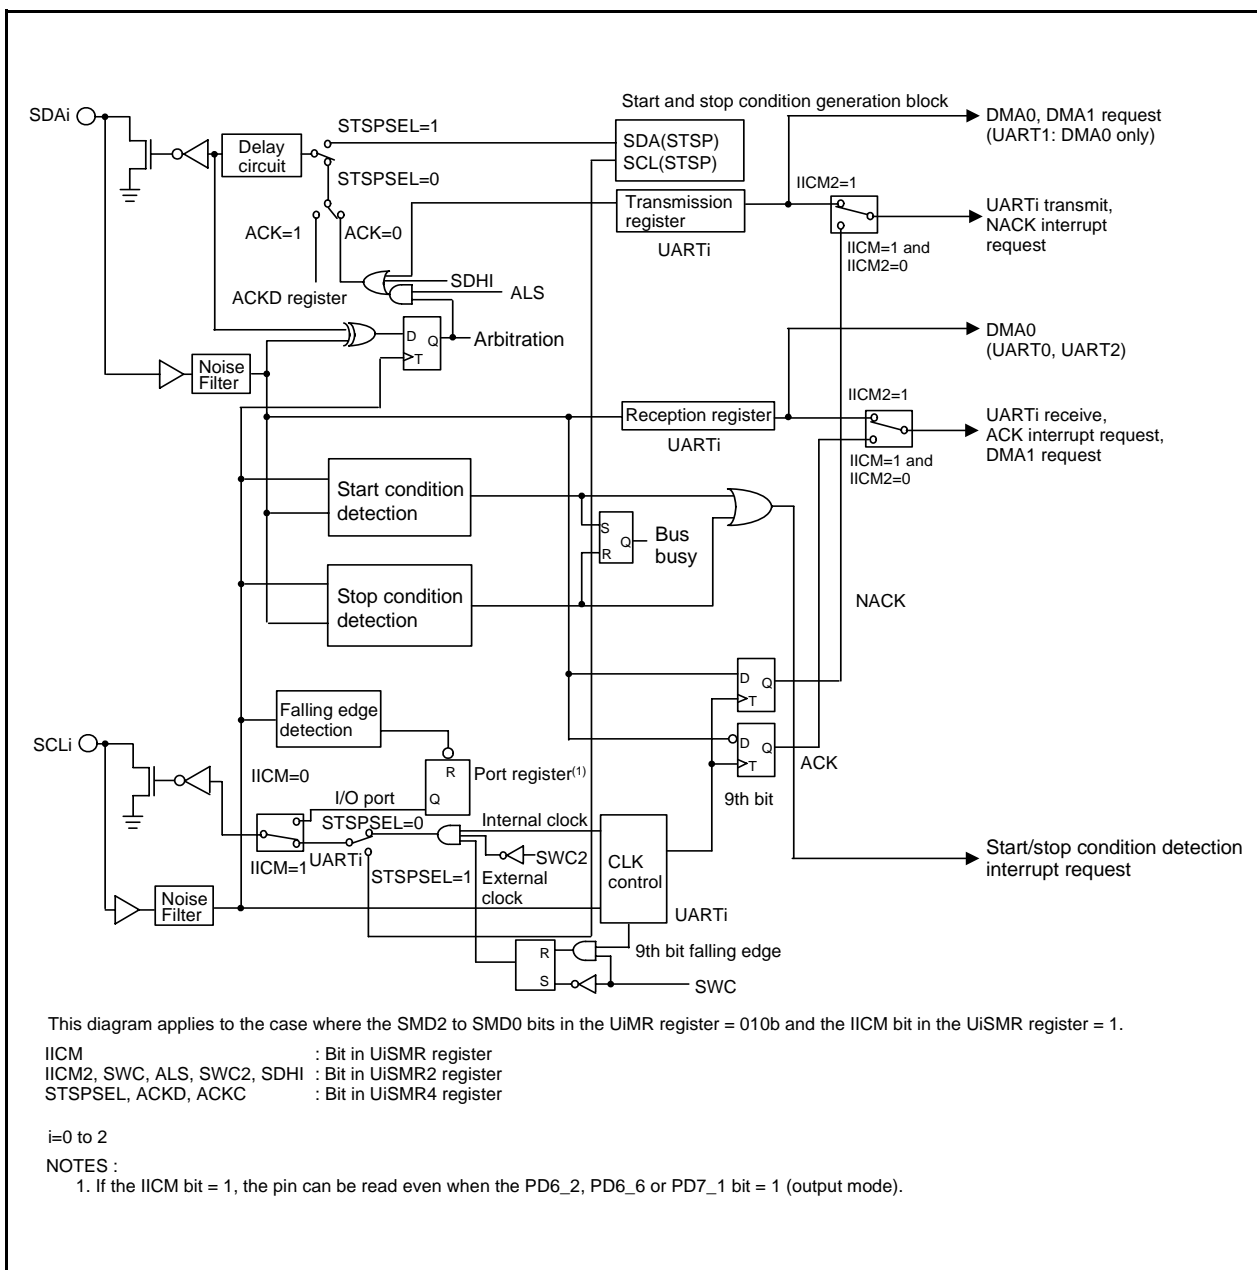 Start and stop condition generation block
SDAi
STSPSEL=1
Delay
circuit
STSPSEL=0
ACK=1
ACK=0
ACKD register
SDHI
ALS
SDA(STSP)
SCL(STSP)
Transmission
register
UARTi
DMA0, DMA1 request
(UART1: DMA0 only)
IICM2=1
IICM=1 and
IICM2=0
UARTi transmit,
NACK interrupt
request
D
Q
T
Arbitration
Noise
Filter
DMA0
(UART0, UART2)
Reception register
UARTi
IICM2=1
IICM=1 and
IICM2=0
UARTi receive,
ACK interrupt request,
DMA1 request
Start condition
detection
S
R
Q
Bus
busy
Stop condition
detection
NACK
D
Q
T
D
Q
T
ACK
9th bit
Falling edge
detection
SCLi
R
Q
Port register(1)
IICM=0
I/O port
STSPSEL=0
IICM=1
UARTi
STSPSEL=1
Internal clock
SWC2
External
clock
CLK
control
UARTi
Noise
Filter
9th bit falling edge
R
S
SWC
Start/stop condition detection
interrupt request
This diagram applies to the case where the SMD2 to SMD0 bits in the UiMR register = 010b and the IICM bit in the UiSMR register = 1.
IICM : Bit in UiSMR register
IICM2, SWC, ALS, SWC2, SDHI : Bit in UiSMR2 register
STSPSEL, ACKD, ACKC : Bit in UiSMR4 register
i=0 to 2
NOTES :
1. If the IICM bit = 1, the pin can be read even when the PD6_2, PD6_6 or PD7_1 bit = 1 (output mode).